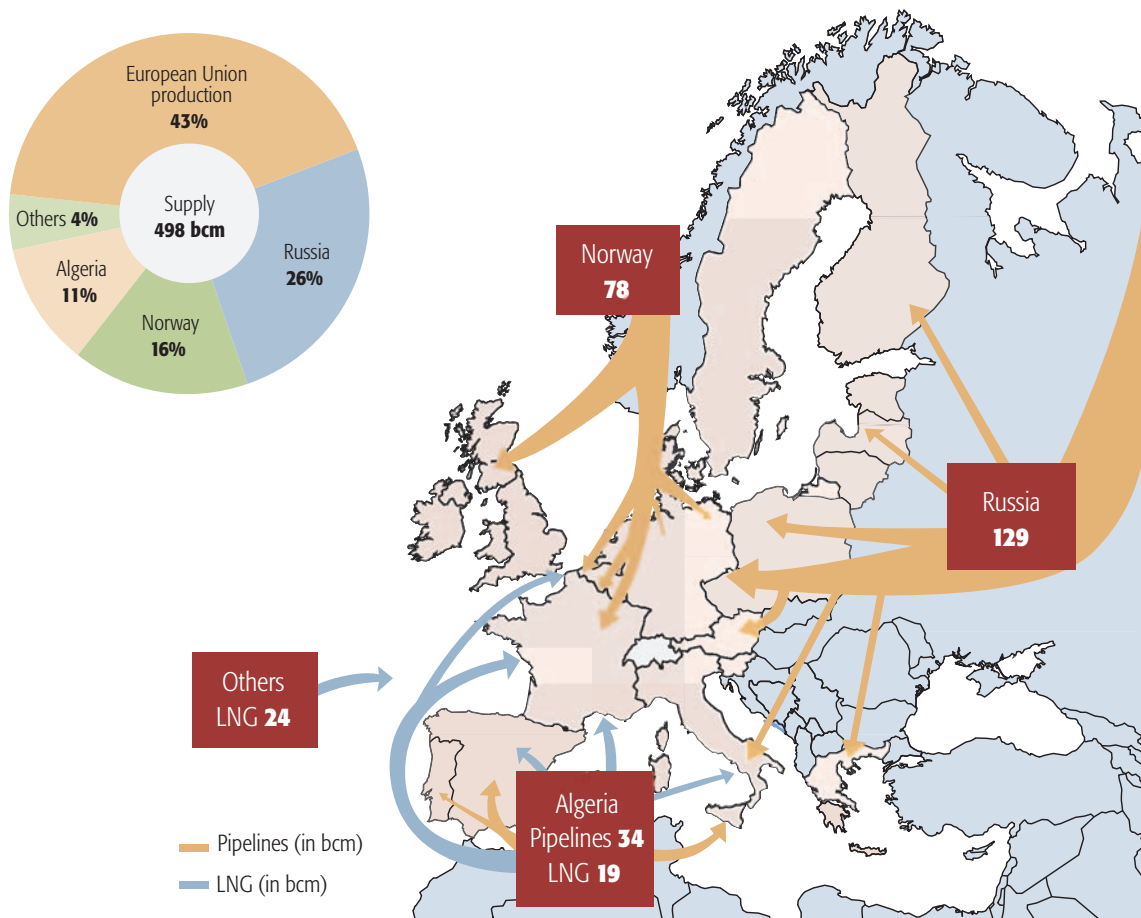 European Union
production
43%
Supply
498 bcm
Others 4%
Russia
26%
Algeria
11%
Norway
16%
Norway
78
Russia
129
Others
LNG 24
Algeria
Pipelines 34
LNG 19
Pipelines (in bcm)
LNG (in bcm)